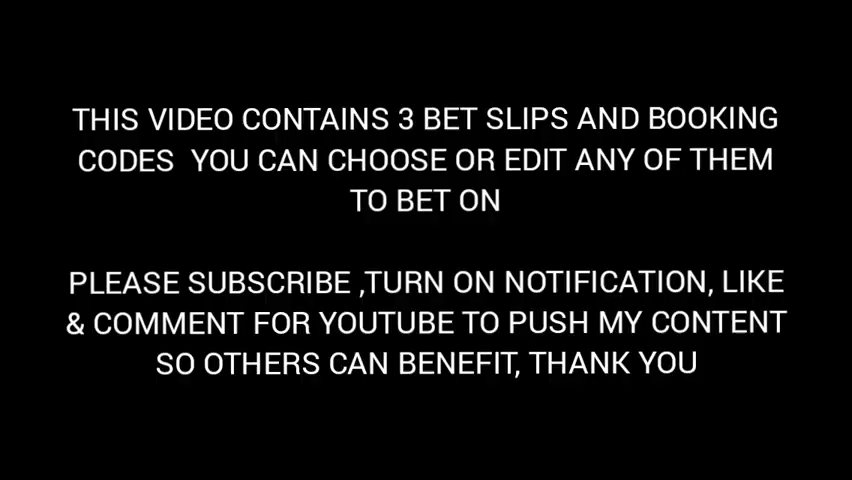 THIS VIDEO CONTAINS 3 BET SLIPS AND BOOKING
CODES  YOU CAN CHOOSE OR EDIT ANY OF THEM
TO BET ON
PLEASE SUBSCRIBE ,TURN ON NOTIFICATION, LIKE
& COMMENT FOR YOUTUBE TO PUSH MY CONTENT
SO OTHERS CAN BENEFIT, THANK YOU